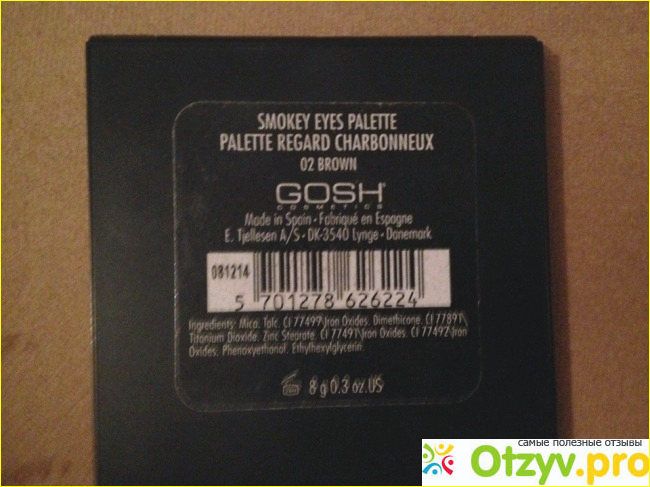 SMOKEY EYES PALETTE
PALETTE REGARD CHARBONNEUX
02 BROWN
GOSH
COSMETICS
Made in Spain • Fabriqué en Espagne
E. Tjellesen A/S • DK-3540 Lynge • Danemark
081214
5 701278 626224
Ingredients: Mica. Talc. CI 77499\Iron Oxides. Dimethicone. CI 77891\
Titanium Dioxide. Zinc Stearate. CI 77491\Iron Oxides. CI 77492\Iron
Oxides. Phenoxyethanol. Ethylhexylglycerin.
8 g 0.3 oz.US
самые полезные отзывы
Otzyv.pro